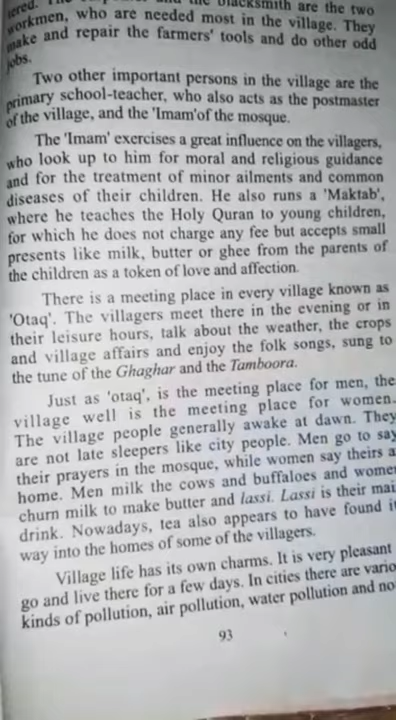 blacksmith are the two
workmen, who are needed most in the village. They
make and repair the farmers' tools and do other odd
jobs.
Two other important persons in the village are the
primary school-teacher, who also acts as the postmaster
of the village, and the 'Imam'of the mosque.
The 'Imam' exercises a great influence on the villagers,
who look up to him for moral and religious guidance
and for the treatment of minor ailments and common
diseases of their children. He also runs a 'Maktab',
where he teaches the Holy Quran to young children,
for which he does not charge any fee but accepts small
presents like milk, butter or ghee from the parents of
the children as a token of love and affection.
There is a meeting place in every village known as
'Otaq'. The villagers meet there in the evening or in
their leisure hours, talk about the weather, the crops
and village affairs and enjoy the folk songs, sung to
the tune of the Ghaghar and the Tamboora.
Just as 'otaq', is the meeting place for men, the
village well is the meeting place for women.
The village people generally awake at dawn. They
are not late sleepers like city people. Men go to say
their prayers in the mosque, while women say theirs a
home. Men milk the cows and buffaloes and women
churn milk to make butter and lassi. Lassi is their mai
drink. Nowadays, tea also appears to have found it
way into the homes of some of the villagers.
Village life has its own charms. It is very pleasant
go and live there for a few days. In cities there are vario
kinds of pollution, air pollution, water pollution and no
93